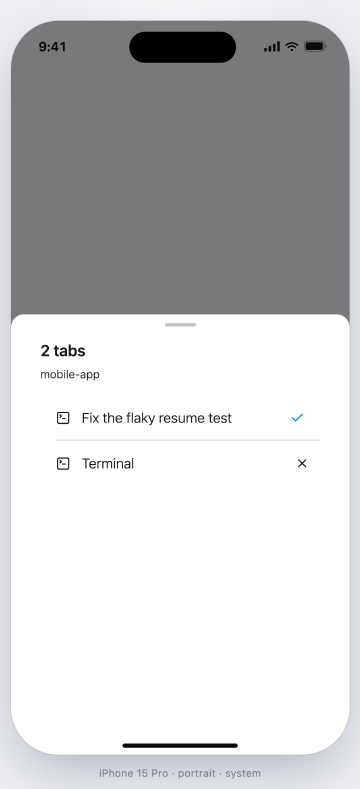 9:41
2 tabs
mobile-app
Fix the flaky resume test
Terminal
iPhone 15 Pro · portrait · system